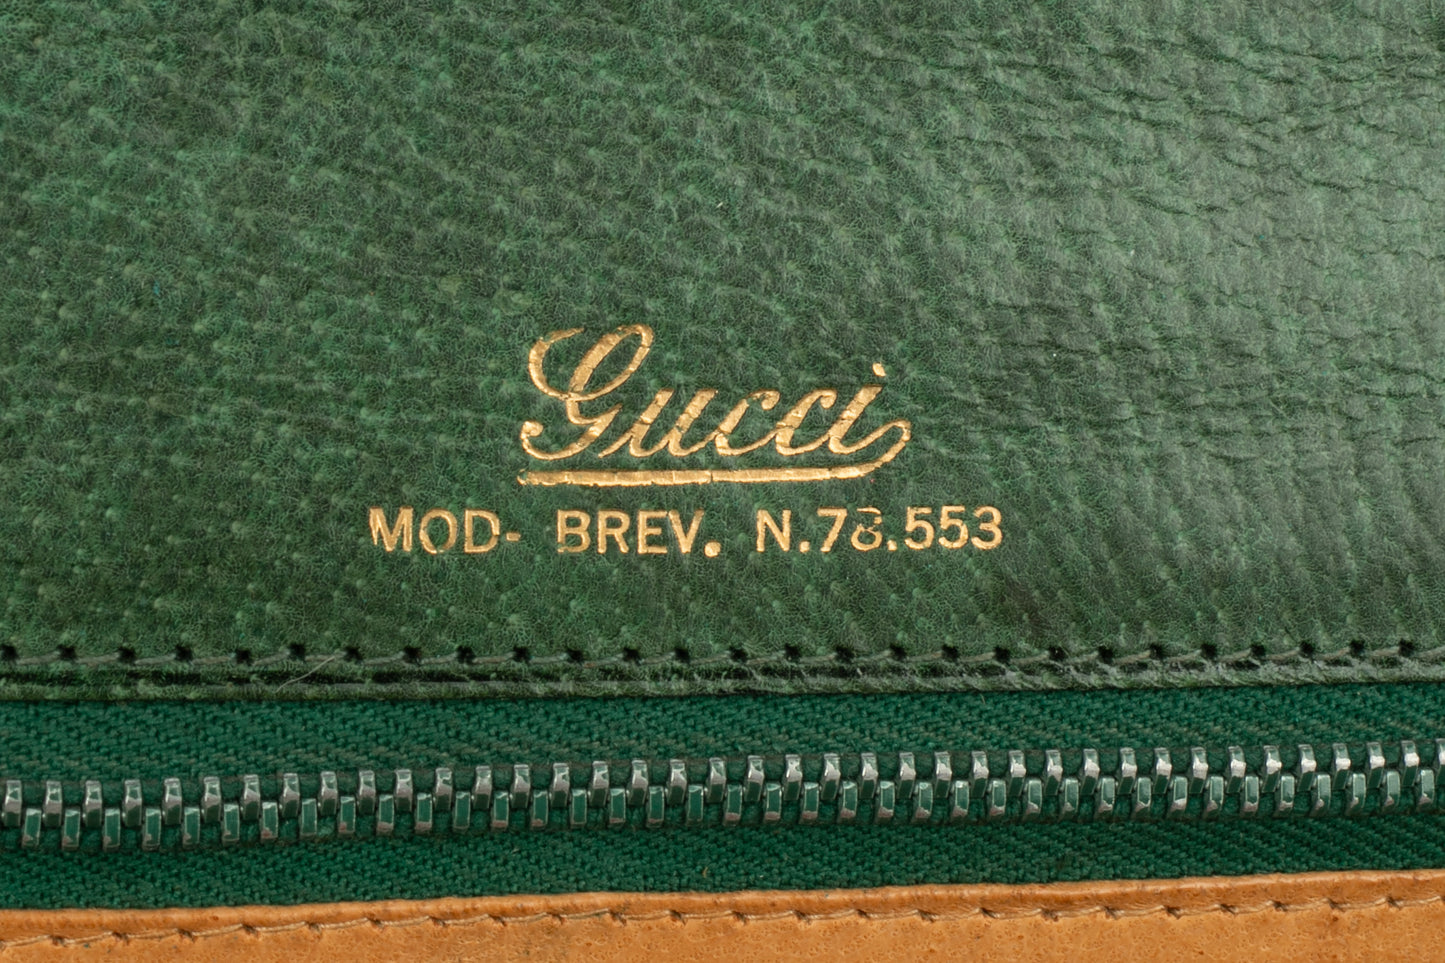 Gucci
MOD- BREV. N.78.553